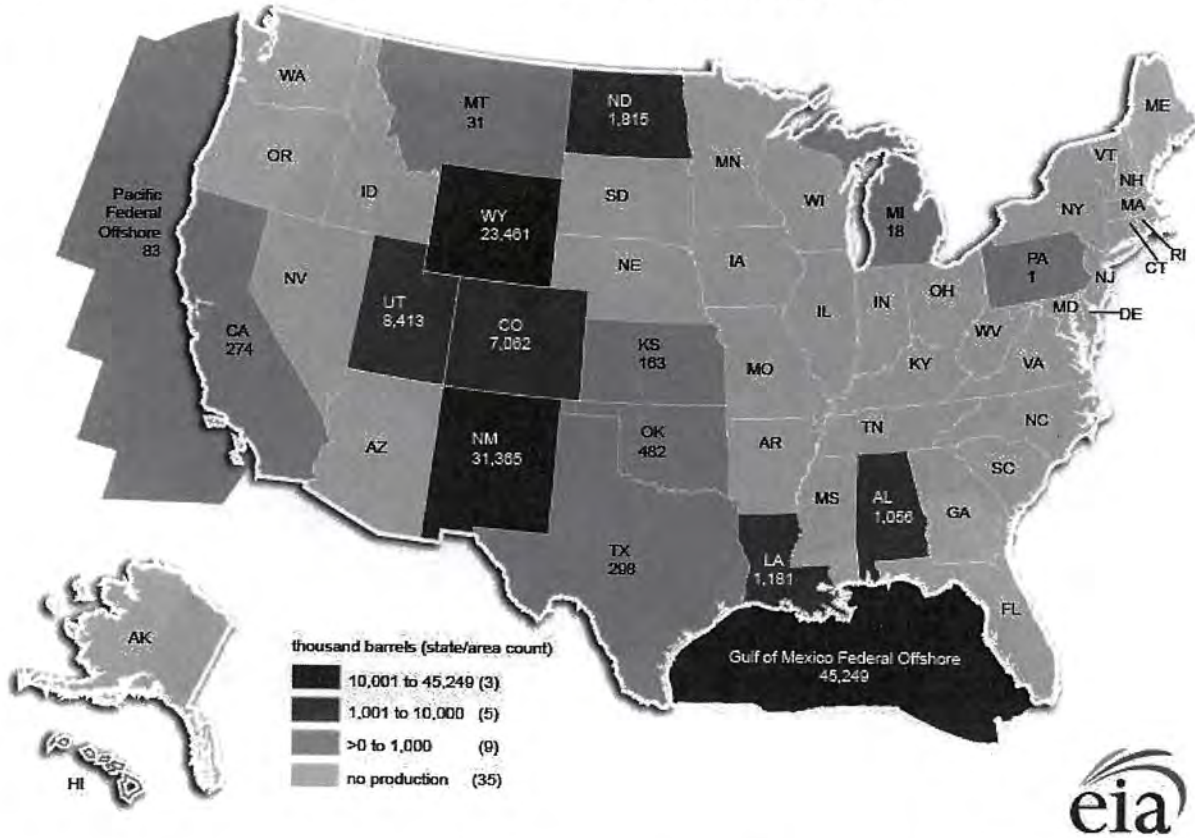 WA
MT
31
ND
1,815
MN
ME
VT
NH
MA
RI
CT
NY
OR
ID
SD
WI
MI
18
Pacific
Federal
Offshore
83
WY
23,461
NE
IA
PA
1
NJ
MD
DE
NV
UT
8,413
CO
7,062
IL
IN
OH
WV
VA
CA
274
KS
163
MO
KY
AZ
NM
31,365
OK
482
AR
TN
NC
SC
MS
AL
1,056
GA
TX
298
LA
1,181
FL
AK
HI
Gulf of Mexico Federal Offshore
45,249
thousand barrels (state/area count)
10,001 to 45,249 (3)
1,001 to 10,000 (5)
>0 to 1,000 (9)
no production (35)
eia